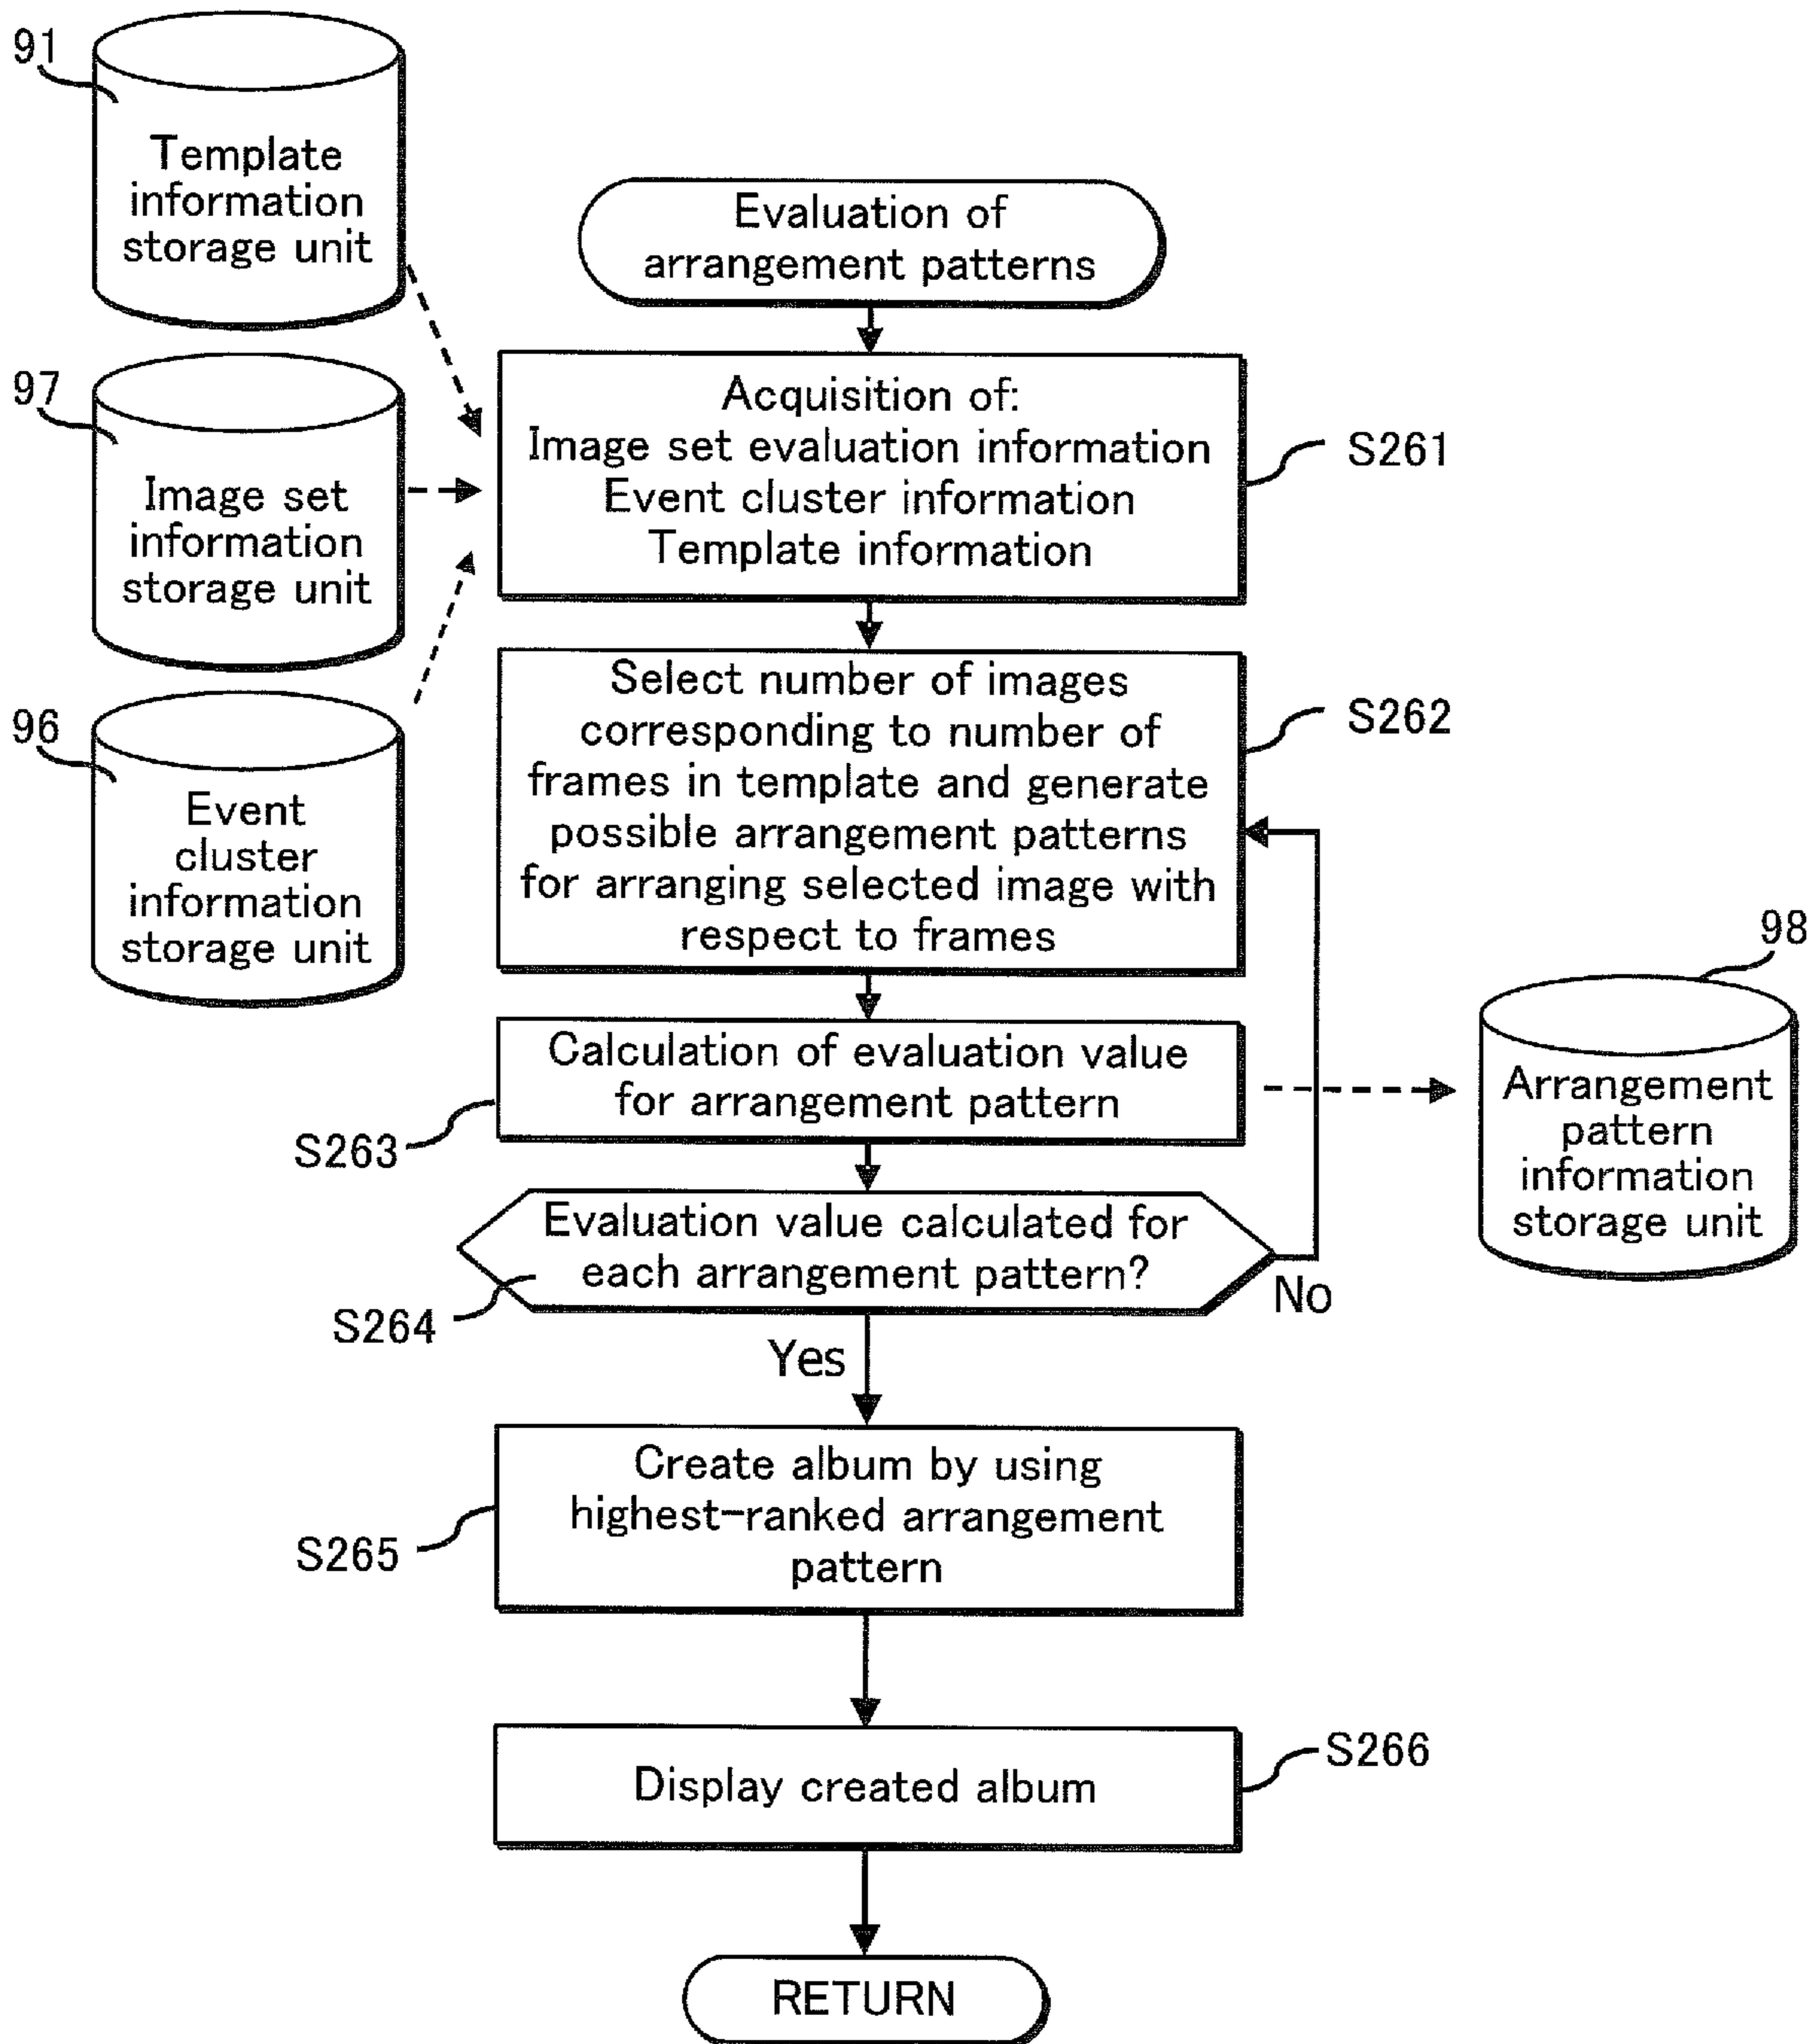 91
Template
information
storage unit
Evaluation of
arrangement patterns
97
Image set
information
storage unit
Acquisition of:
Image set evaluation information
Event cluster information
Template information
S261
96
Event
cluster
information
storage unit
Select number of images
corresponding to number of
frames in template and generate
possible arrangement patterns
for arranging selected image with
respect to frames
S262
98
Arrangement
pattern
information
storage unit
Calculation of evaluation value
for arrangement pattern
S263
Evaluation value calculated for
each arrangement pattern?
S264
No
Yes
Create album by using
highest-ranked arrangement
pattern
S265
Display created album
S266
RETURN